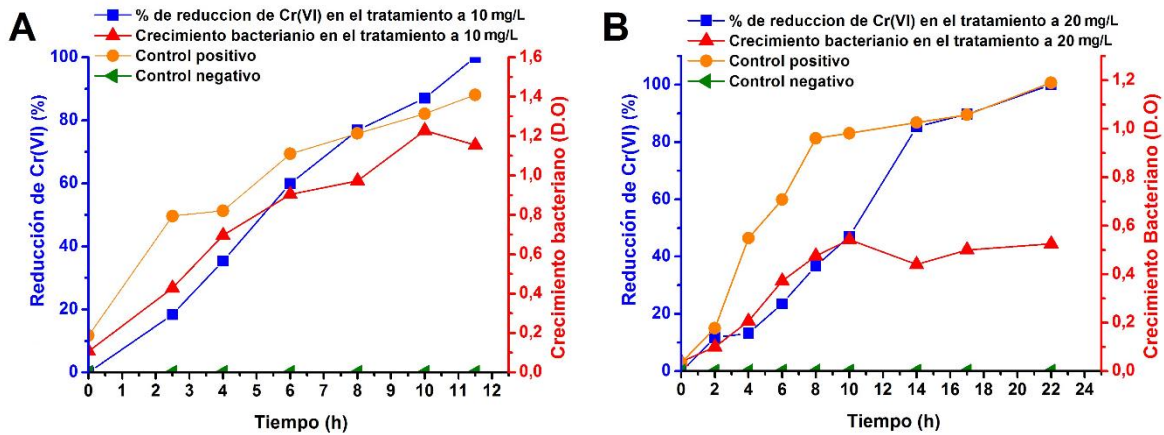 A
% de reduccion de Cr(VI) en el tratamiento a 10 mg/L
Crecimiento bacteriano en el tratamiento a 10 mg/L
Control positivo
Control negativo
Reducción de Cr(VI) (%)
100
80
60
40
20
0
1,6
1,4
1,2
1,0
0,8
0,6
0,4
0,2
0,0
Crecimiento bacteriano (D.O)
0 1 2 3 4 5 6 7 8 9 10 11 12
Tiempo (h)
B
% de reduccion de Cr(VI) en el tratamiento a 20 mg/L
Crecimiento bacteriano en el tratamiento a 20 mg/L
Control positivo
Control negativo
Reducción de Cr(VI) (%)
100
80
60
40
20
0
1,2
1,0
0,8
0,6
0,4
0,2
0,0
Crecimiento Bacteriano (D.O)
0 2 4 6 8 10 12 14 16 18 20 22 24
Tiempo (h)